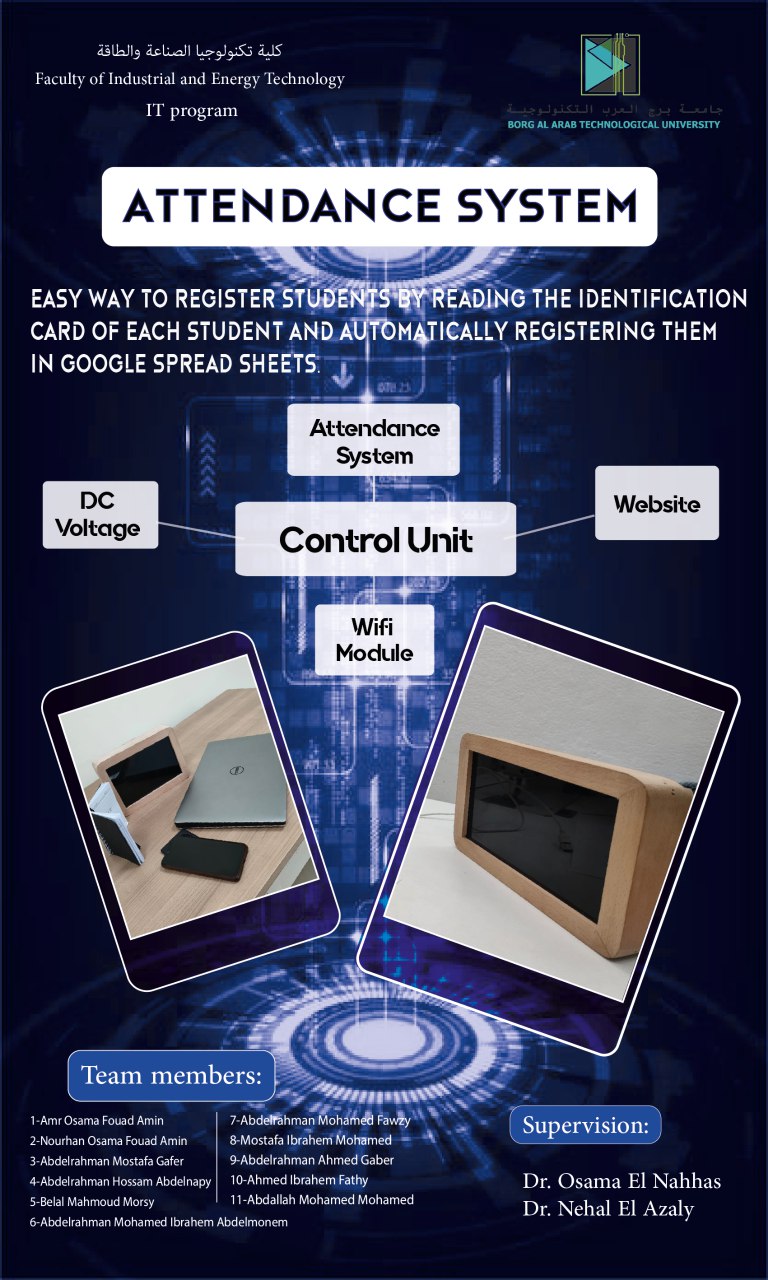 كلية تكنولوجيا الصناعة والطاقة
Faculty of Industrial and Energy Technology
IT program
جامعة برج العرب التكنولوجية
BORG AL ARAB TECHNOLOGICAL UNIVERSITY
ATTENDANCE SYSTEM
EASY WAY TO REGISTER STUDENTS BY READING THE IDENTIFICATION
CARD OF EACH STUDENT AND AUTOMATICALLY REGISTERING THEM
IN GOOGLE SPREAD SHEETS.
Attendance
System
DC
Voltage
Control Unit
Website
Wifi
Module
DELL
Team members:
1-Amr Osama Fouad Amin
2-Nourhan Osama Fouad Amin
3-Abdelrahman Mostafa Gafer
4-Abdelrahman Hossam Abdelnapy
5-Belal Mahmoud Morsy
6-Abdelrahman Mohamed Ibrahem Abdelmonem
7-Abdelrahman Mohamed Fawzy
8-Mostafa Ibrahem Mohamed
9-Abdelrahman Ahmed Gaber
10-Ahmed Ibrahem Fathy
11-Abdallah Mohamed Mohamed
Supervision:
Dr. Osama El Nahhas
Dr. Nehal El Azaly